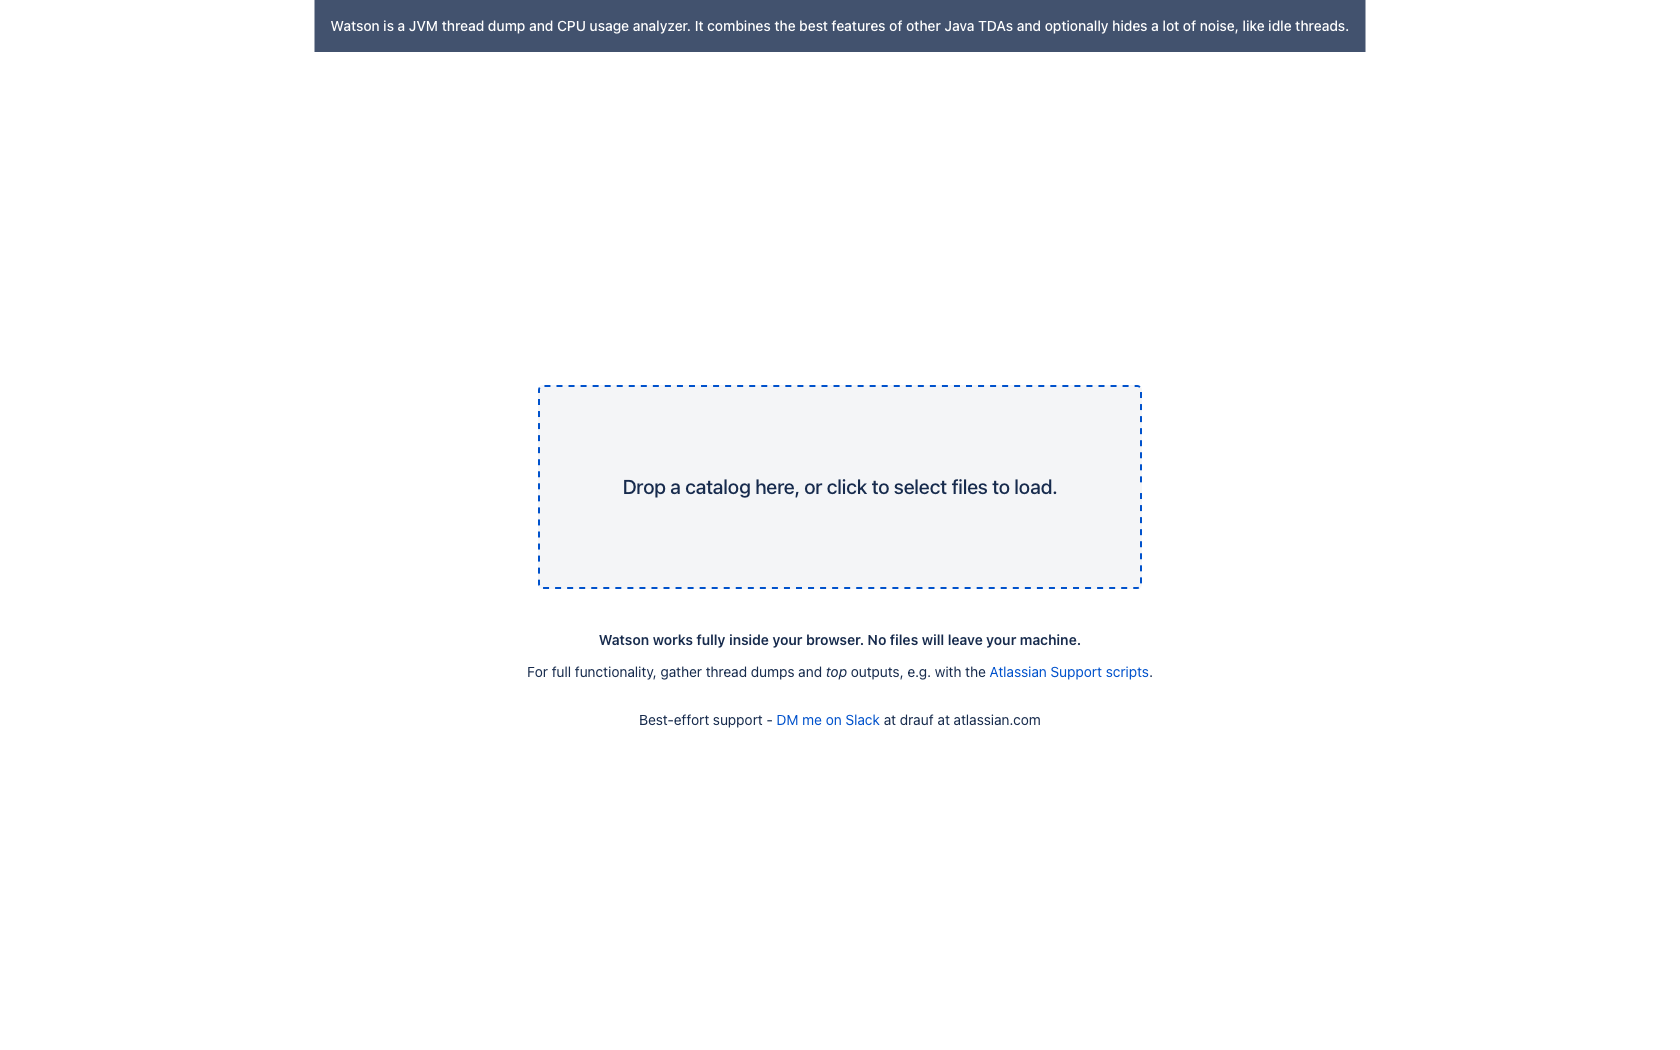 Watson is a JVM thread dump and CPU usage analyzer. It combines the best features of other Java TDAs and optionally hides a lot of noise, like idle threads.
Drop a catalog here, or click to select files to load.
Watson works fully inside your browser. No files will leave your machine.
For full functionality, gather thread dumps and top outputs, e.g. with the Atlassian Support scripts.
Best-effort support - DM me on Slack at drauf at atlassian.com